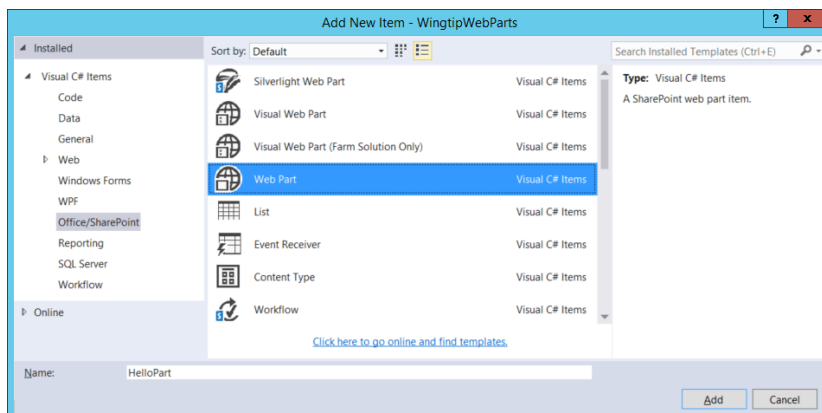 Add New Item - WingtipWebParts
? x
Installed
Sort by: Default
Search Installed Templates (Ctrl+E)
Visual C# Items
Code
Data
General
Web
Windows Forms
WPF
Office/SharePoint
Reporting
SQL Server
Workflow
Online
Silverlight Web Part Visual C# Items
Visual Web Part Visual C# Items
Visual Web Part (Farm Solution Only) Visual C# Items
Web Part Visual C# Items
List Visual C# Items
Event Receiver Visual C# Items
Content Type Visual C# Items
Workflow Visual C# Items
Click here to go online and find templates.
Type: Visual C# Items
A SharePoint web part item.
Name: HelloPart
Add Cancel